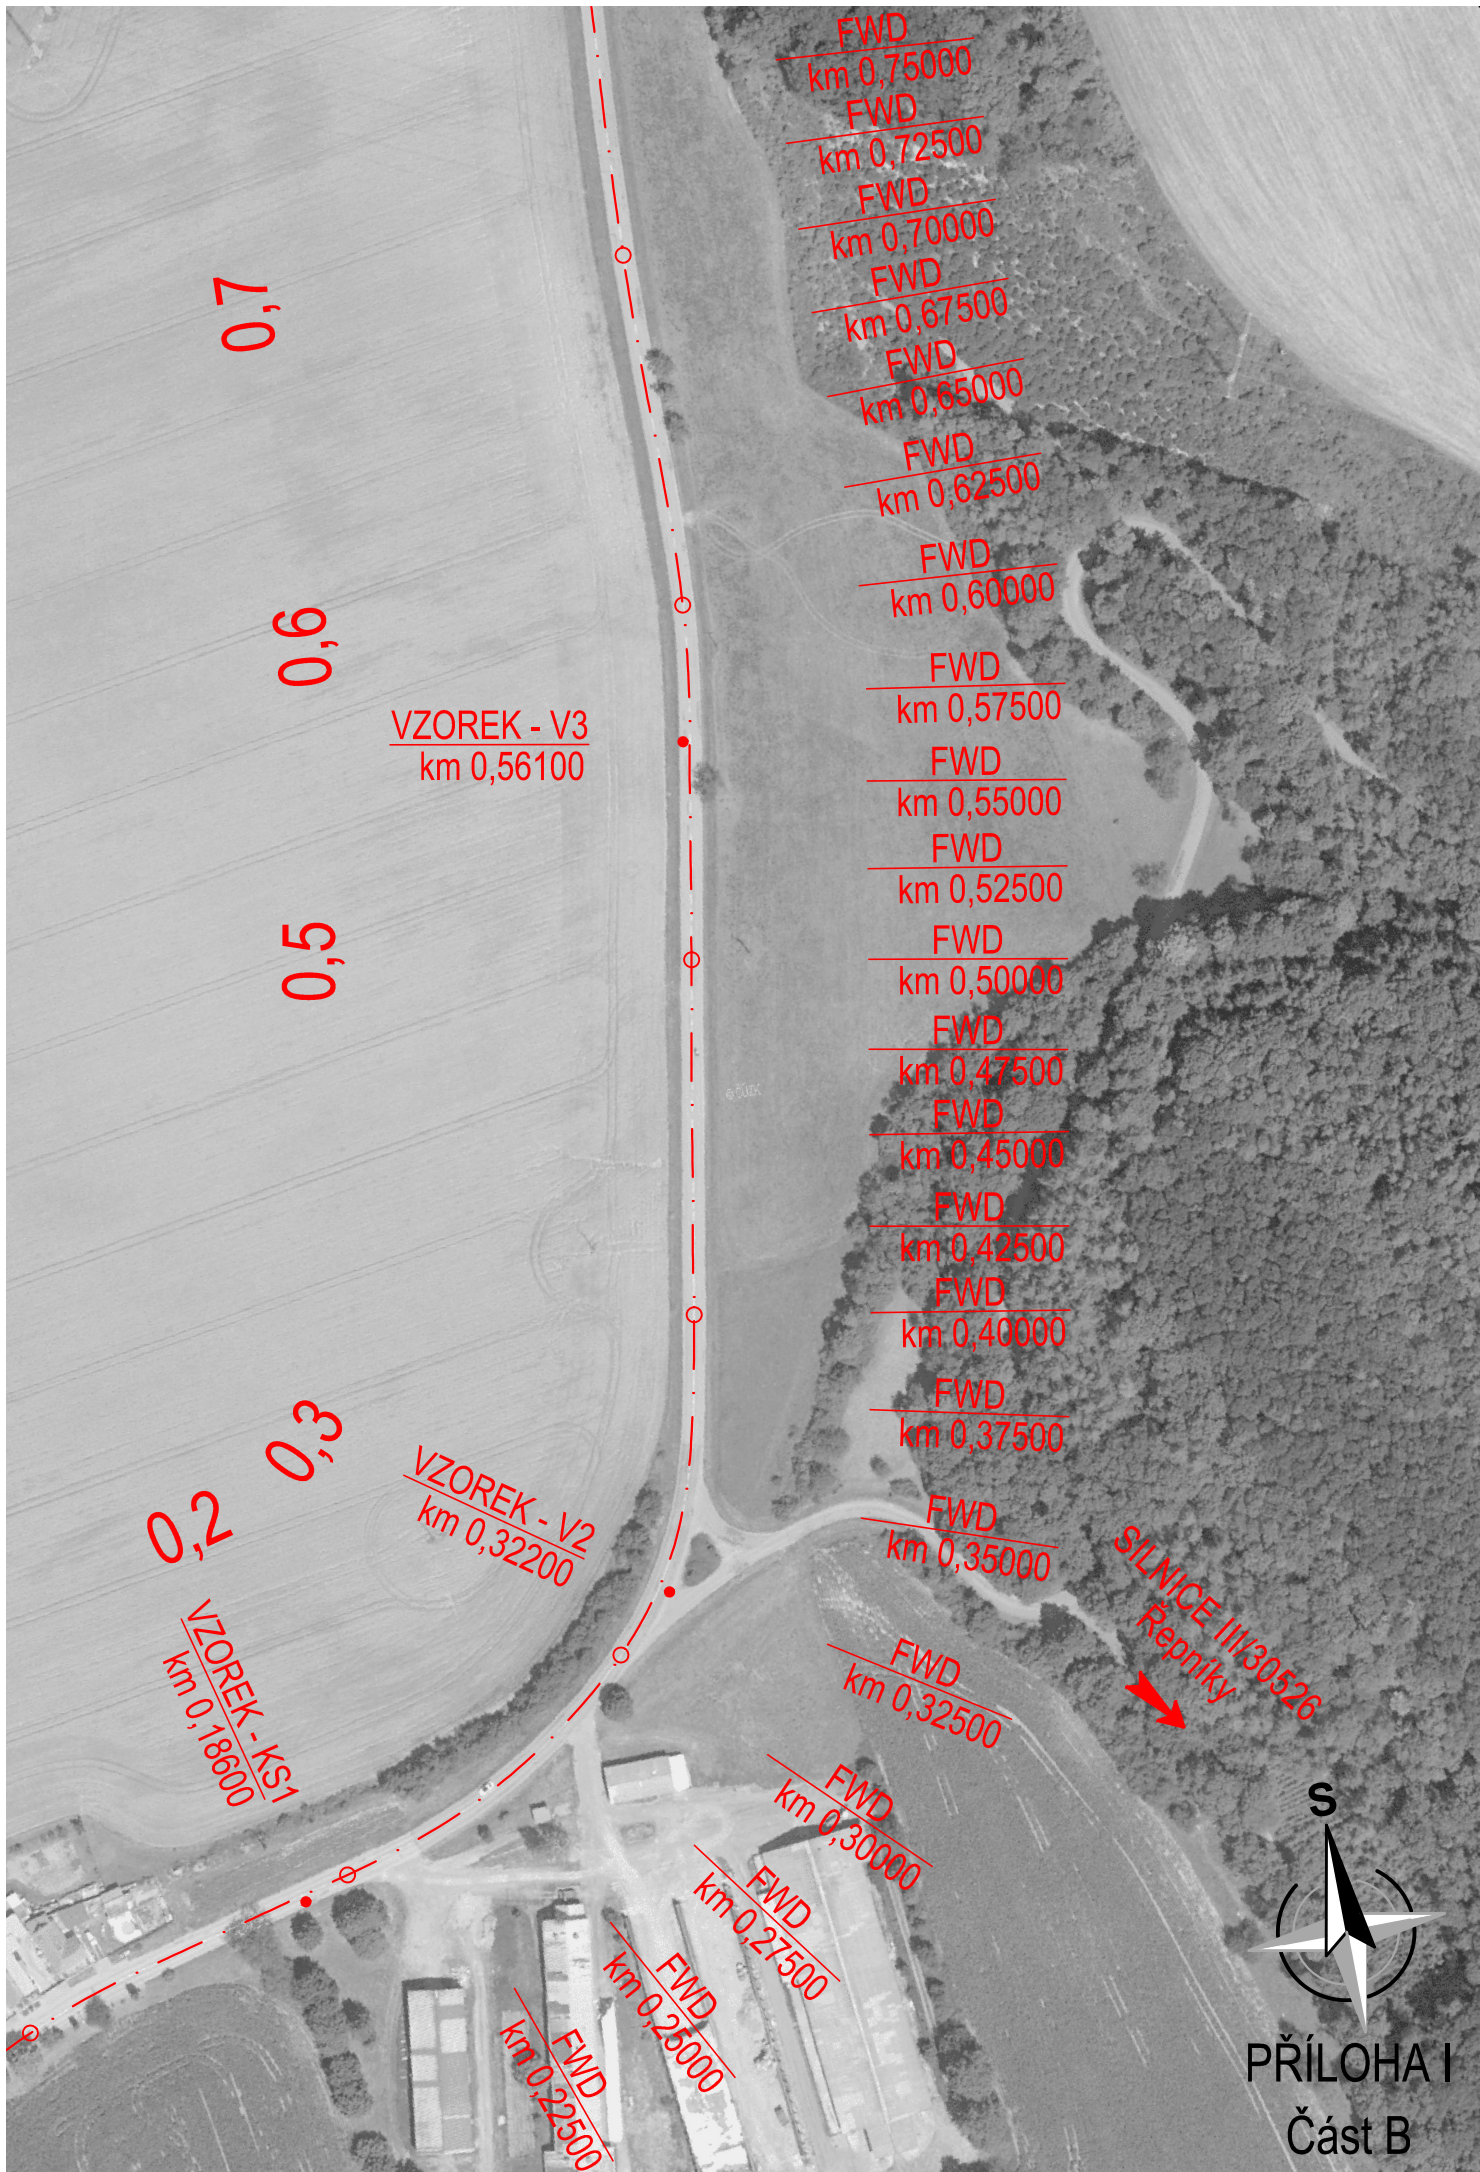 FWD
km 0,75000
FWD
km 0,72500
FWD
km 0,70000
FWD
km 0,67500
0,7
FWD
km 0,65000
FWD
km 0,62500
FWD
km 0,60000
0,6
FWD
km 0,57500
VZOREK - V3
km 0,56100
FWD
km 0,55000
FWD
km 0,52500
0,5
FWD
km 0,50000
FWD
km 0,47500
FWD
km 0,45000
FWD
km 0,42500
FWD
km 0,40000
FWD
km 0,37500
0,3
VZOREK - V2
km 0,32200
0,2
FWD
km 0,35000
SILNICE III/30526
Řepníky
VZOREK - KS1
km 0,18600
FWD
km 0,32500
FWD
km 0,30000
FWD
km 0,27500
FWD
km 0,25000
FWD
km 0,22500
S
PŘÍLOHA I
Část B